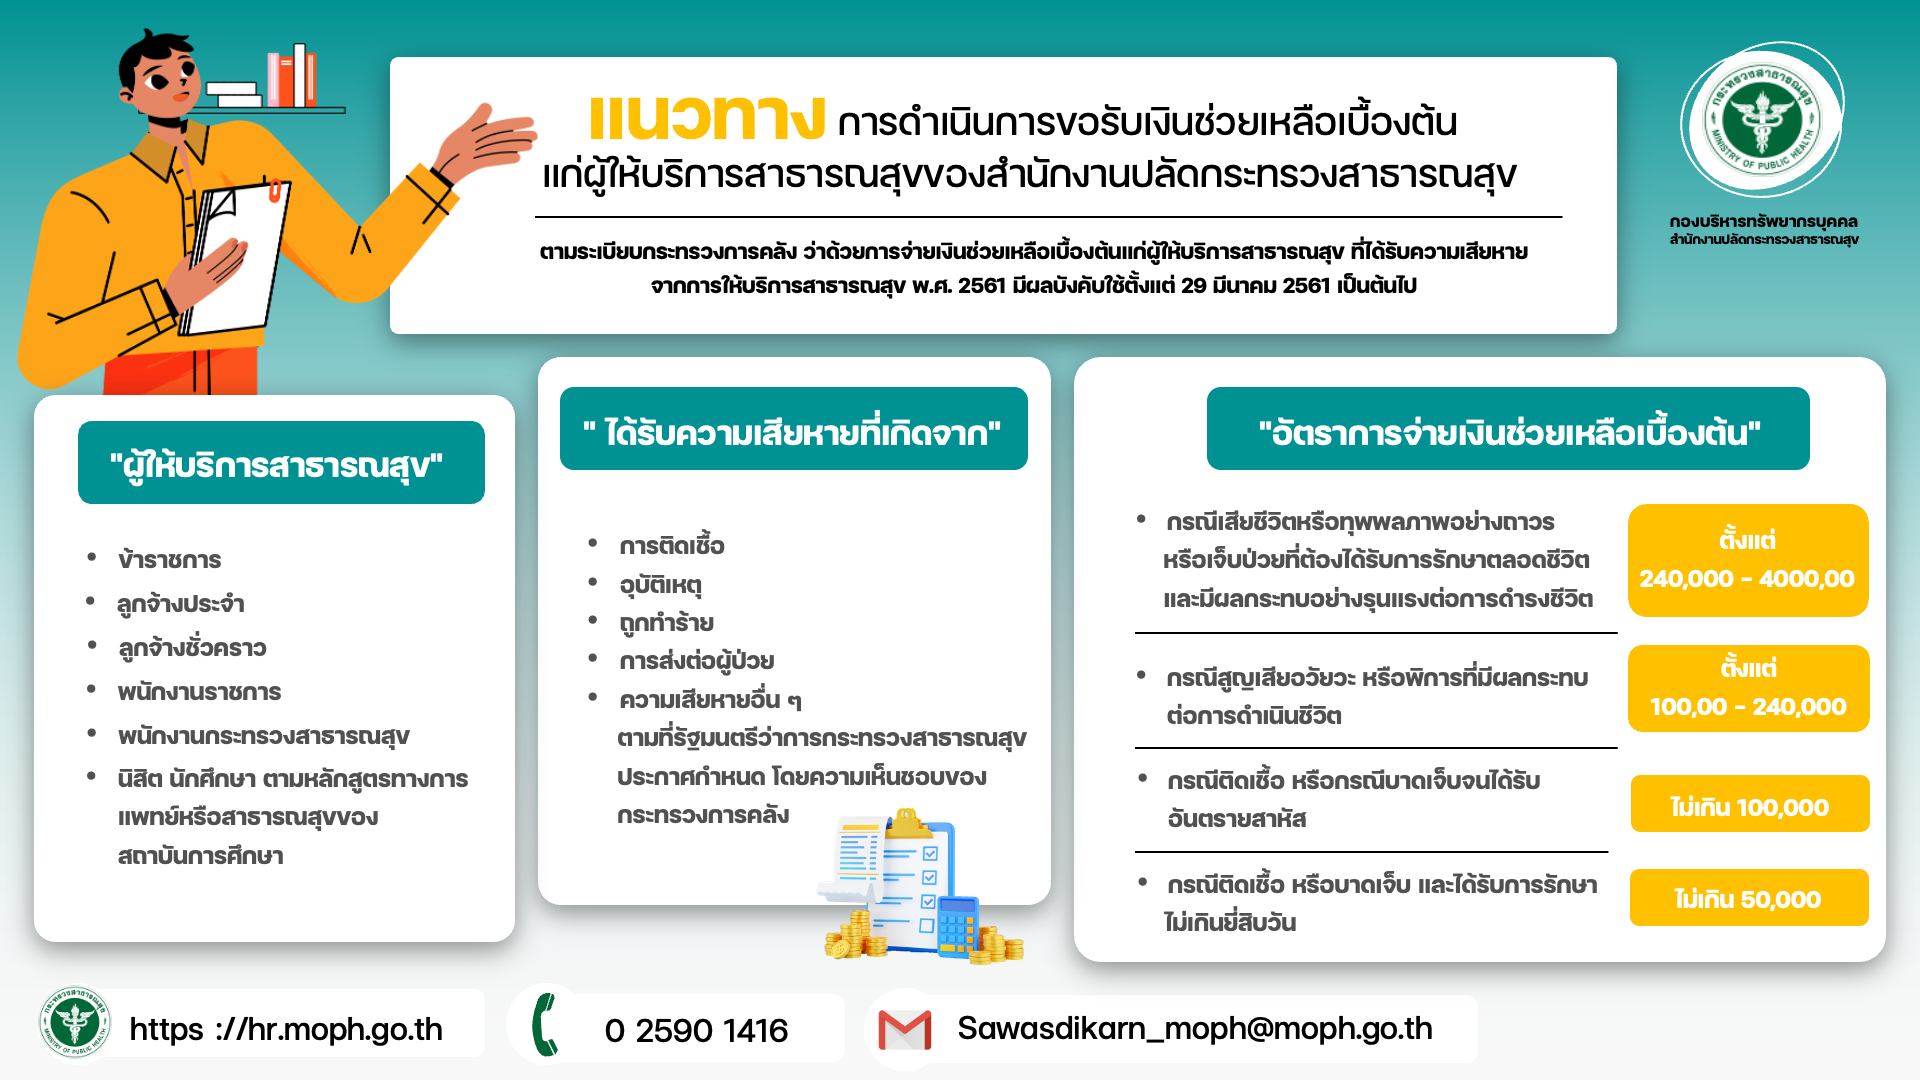 แนวทาง การดำเนินการขอรับเงินช่วยเหลือเบื้องต้น
แก่ผู้ให้บริการสาธารณสุขของสำนักงานปลัดกระทรวงสาธารณสุข
ตามระเบียบกระทรวงการคลัง ว่าด้วยการจ่ายเงินช่วยเหลือเบื้องต้นแก่ผู้ให้บริการสาธารณสุข ที่ได้รับความเสียหาย
จากการให้บริการสาธารณสุข พ.ศ. 2561 มีผลบังคับใช้ตั้งแต่ 29 มีนาคม 2561 เป็นต้นไป
กระทรวงสาธารณสุข
MINISTRY OF PUBLIC HEALTH
กองบริหารทรัพยากรบุคคล
สำนักงานปลัดกระทรวงสาธารณสุข
"ผู้ให้บริการสาธารณสุข"
• ข้าราชการ
• ลูกจ้างประจำ
• ลูกจ้างชั่วคราว
• พนักงานราชการ
• พนักงานกระทรวงสาธารณสุข
• นิสิต นักศึกษา ตามหลักสูตรทางการ
แพทย์หรือสาธารณสุขของ
สถาบันการศึกษา
" ได้รับความเสียหายที่เกิดจาก"
• การติดเชื้อ
• อุบัติเหตุ
• ถูกทำร้าย
• การส่งต่อผู้ป่วย
• ความเสียหายอื่น ๆ
ตามที่รัฐมนตรีว่าการกระทรวงสาธารณสุข
ประกาศกำหนด โดยความเห็นชอบของ
กระทรวงการคลัง
"อัตราการจ่ายเงินช่วยเหลือเบื้องต้น"
• กรณีเสียชีวิตหรือทุพพลภาพอย่างถาวร
หรือเจ็บป่วยที่ต้องได้รับการรักษาตลอดชีวิต
และมีผลกระทบอย่างรุนแรงต่อการดำรงชีวิต
ตั้งแต่
240,000 - 4000,00
• กรณีสูญเสียอวัยวะ หรือพิการที่มีผลกระทบ
ต่อการดำเนินชีวิต
ตั้งแต่
100,00 - 240,000
• กรณีติดเชื้อ หรือกรณีบาดเจ็บจนได้รับ
อันตรายสาหัส
ไม่เกิน 100,000
• กรณีติดเชื้อ หรือบาดเจ็บ และได้รับการรักษา
ไม่เกินยี่สิบวัน
ไม่เกิน 50,000
กระทรวงสาธารณสุข
MINISTRY OF PUBLIC HEALTH
https ://hr.moph.go.th
0 2590 1416
Sawasdikarn_moph@moph.go.th